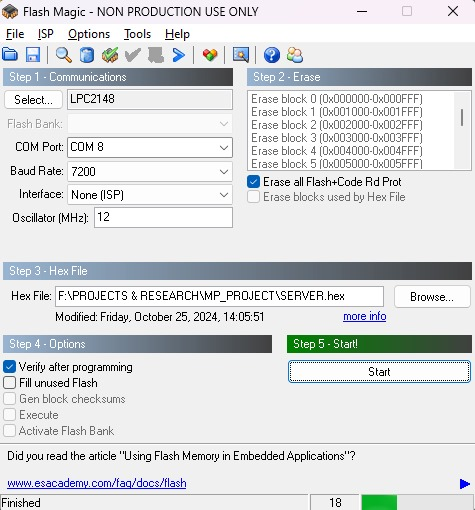 Flash Magic - NON PRODUCTION USE ONLY
File ISP Options Tools Help
Step 1 - Communications
Select... LPC2148
Flash Bank:
COM Port: COM 8
Baud Rate: 7200
Interface: None (ISP)
Oscillator (MHz): 12
Step 2 - Erase
Erase block 0 (0x000000-0x000FFF)
Erase block 1 (0x001000-0x001FFF)
Erase block 2 (0x002000-0x002FFF)
Erase block 3 (0x003000-0x003FFF)
Erase block 4 (0x004000-0x004FFF)
Erase block 5 (0x005000-0x005FFF)
Erase all Flash+Code Rd Prot
Erase blocks used by Hex File
Step 3 - Hex File
Hex File: F:\PROJECTS & RESEARCH\MP_PROJECT\SERVER.hex Browse...
Modified: Friday, October 25, 2024, 14:05:51 more info
Step 4 - Options
Verify after programming
Fill unused Flash
Gen block checksums
Execute
Activate Flash Bank
Step 5 - Start!
Start
Did you read the article "Using Flash Memory in Embedded Applications"?
www.esacademy.com/faq/docs/flash
Finished 18